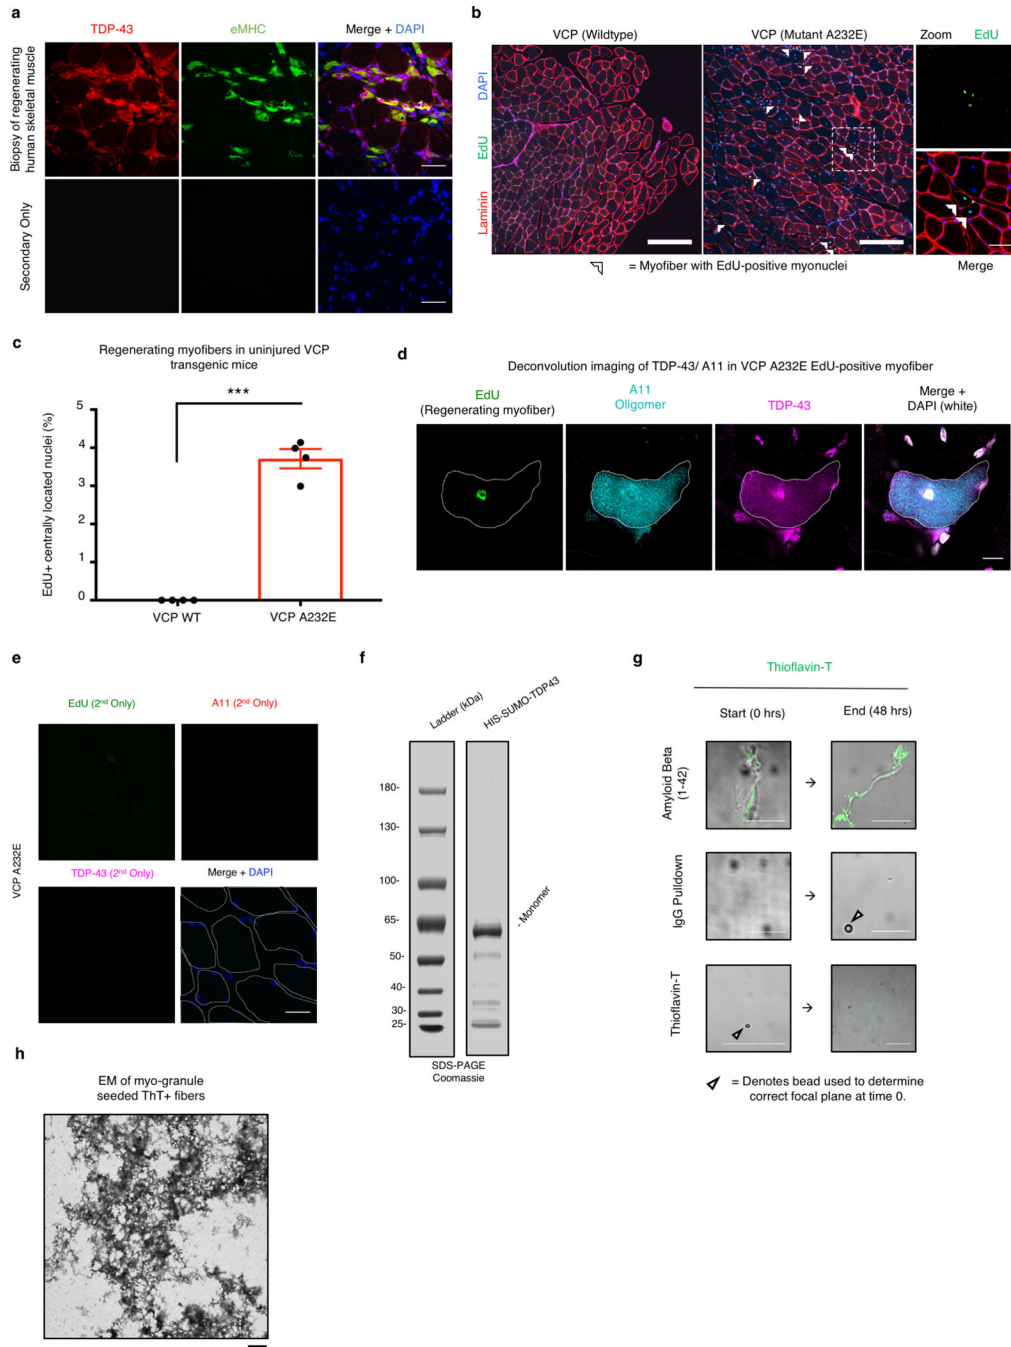 a
TDP-43
eMHC
Merge + DAPI
Biopsy of regenerating
human skeletal muscle
Secondary Only
b
VCP (Wildtype)
VCP (Mutant A232E)
Zoom
EdU
Laminin
EdU
DAPI
= Myofiber with EdU-positive myonuclei
Merge
c
Regenerating myofibers in uninjured VCP
transgenic mice
***
EdU+ centrally located nuclei (%)
5
4
3
2
1
0
VCP WT
VCP A232E
d
Deconvolution imaging of TDP-43/ A11 in VCP A232E EdU-positive myofiber
EdU
(Regenerating myofiber)
A11
Oligomer
TDP-43
Merge +
DAPI (white)
e
EdU (2nd Only)
A11 (2nd Only)
VCP A232E
TDP-43 (2nd Only)
Merge + DAPI
f
Ladder (kDa)
HIS-SUMO-TDP43
180-
130-
100-
65-
50-
40-
30-
25-
- Monomer
SDS-PAGE
Coomassie
g
Thioflavin-T
Start (0 hrs)
End (48 hrs)
Amyloid Beta
(1-42)
→
IgG Pulldown
→
Thioflavin-T
→
= Denotes bead used to determine
correct focal plane at time 0.
h
EM of myo-granule
seeded ThT+ fibers